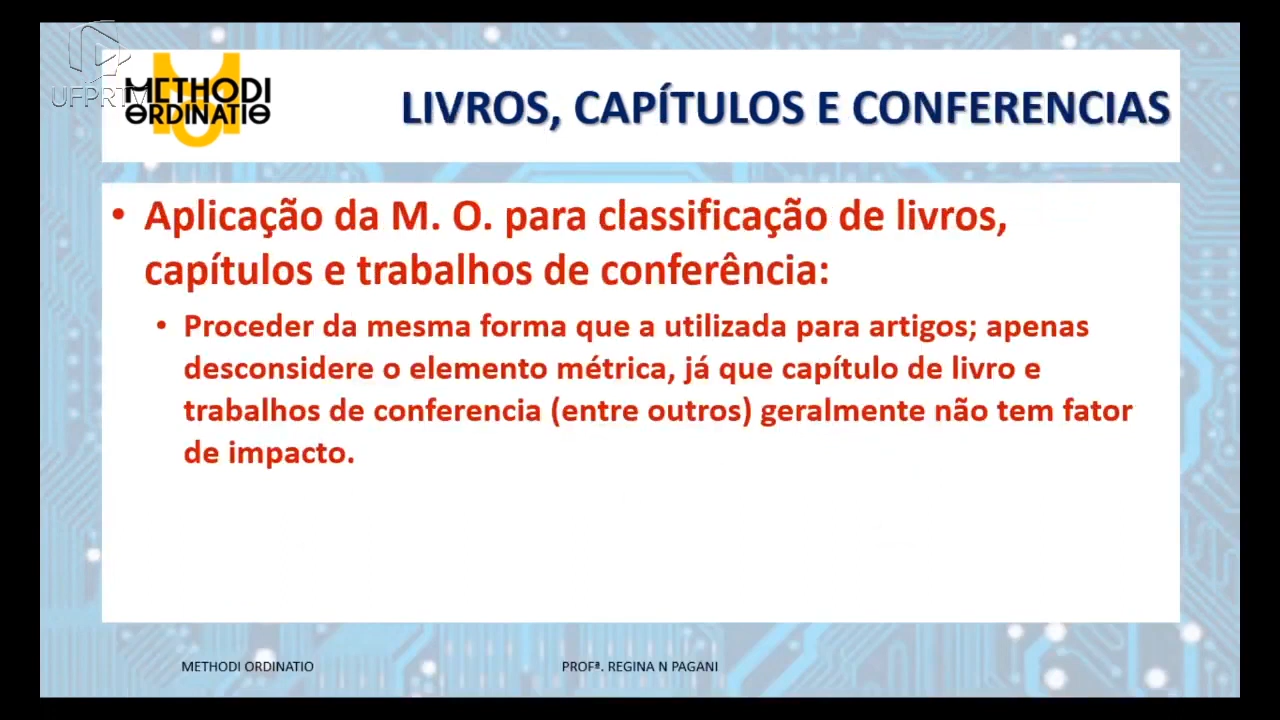 UFPRTV
METHODI
ORDINATIO
LIVROS, CAPÍTULOS E CONFERENCIAS
• Aplicação da M. O. para classificação de livros,
capítulos e trabalhos de conferência:
• Proceder da mesma forma que a utilizada para artigos; apenas
desconsidere o elemento métrica, já que capítulo de livro e
trabalhos de conferencia (entre outros) geralmente não tem fator
de impacto.
METHODI ORDINATIO
PROFª. REGINA N PAGANI